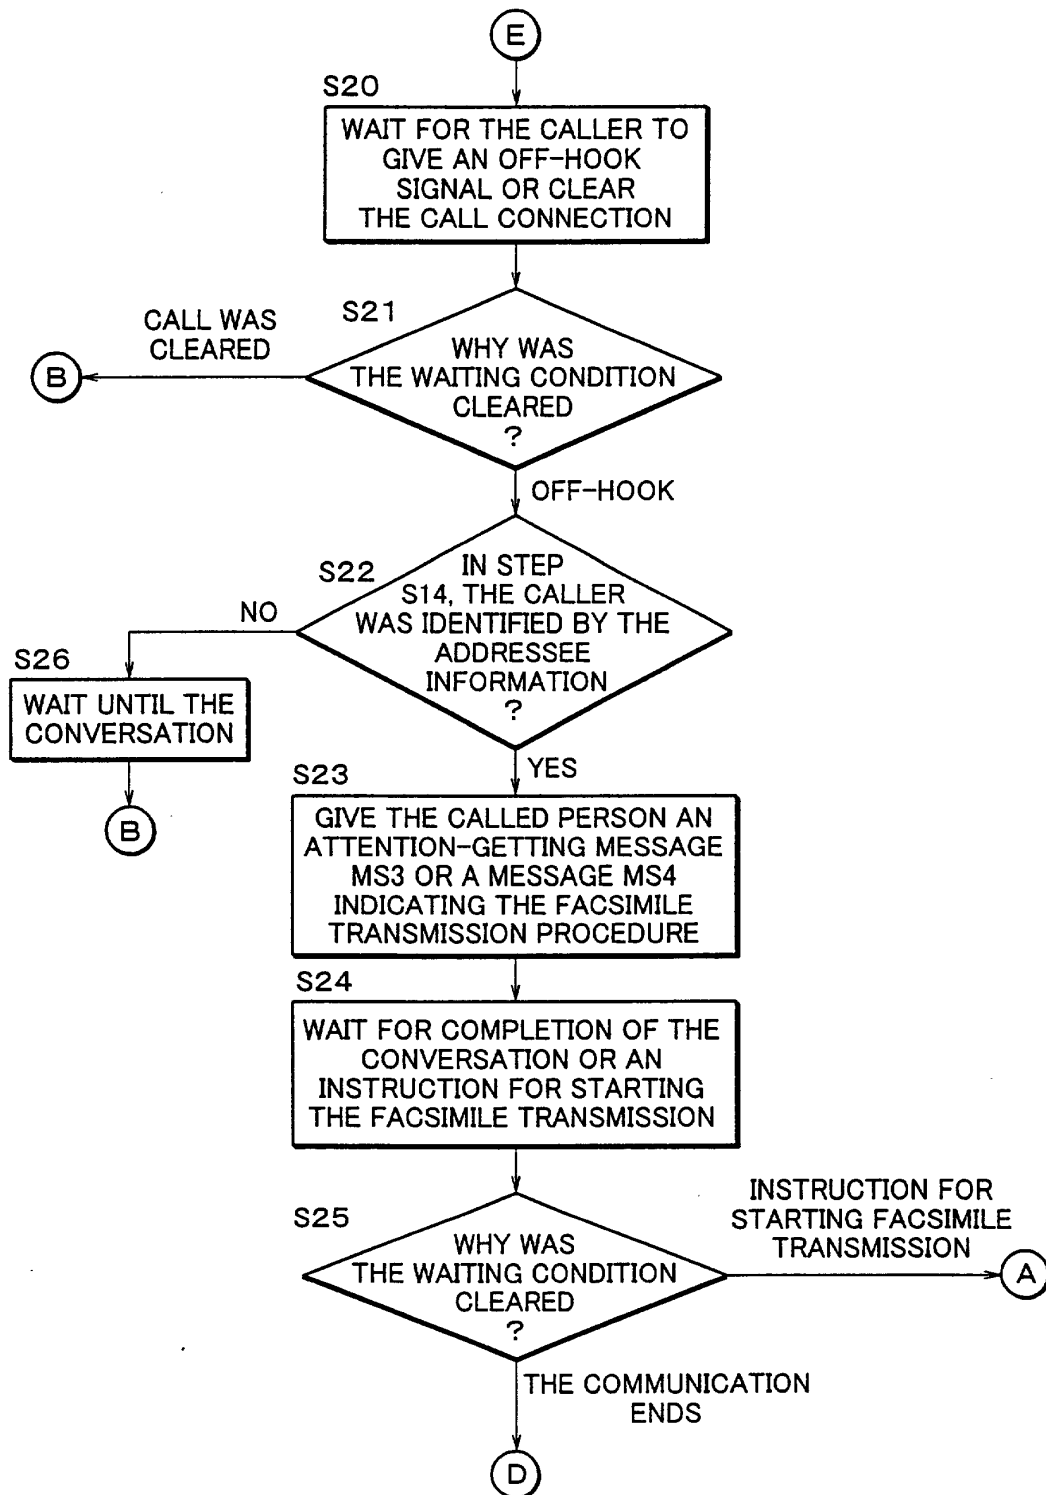 E
S20
WAIT FOR THE CALLER TO
GIVE AN OFF-HOOK
SIGNAL OR CLEAR
THE CALL CONNECTION
S21
CALL WAS
CLEARED
B
WHY WAS
THE WAITING CONDITION
CLEARED
?
OFF-HOOK
S22
IN STEP
S14, THE CALLER
WAS IDENTIFIED BY THE
ADDRESSEE
INFORMATION
?
NO
S26
WAIT UNTIL THE
CONVERSATION
B
YES
S23
GIVE THE CALLED PERSON AN
ATTENTION-GETTING MESSAGE
MS3 OR A MESSAGE MS4
INDICATING THE FACSIMILE
TRANSMISSION PROCEDURE
S24
WAIT FOR COMPLETION OF THE
CONVERSATION OR AN
INSTRUCTION FOR STARTING
THE FACSIMILE TRANSMISSION
S25
WHY WAS
THE WAITING CONDITION
CLEARED
?
INSTRUCTION FOR
STARTING FACSIMILE
TRANSMISSION
A
THE COMMUNICATION
ENDS
D